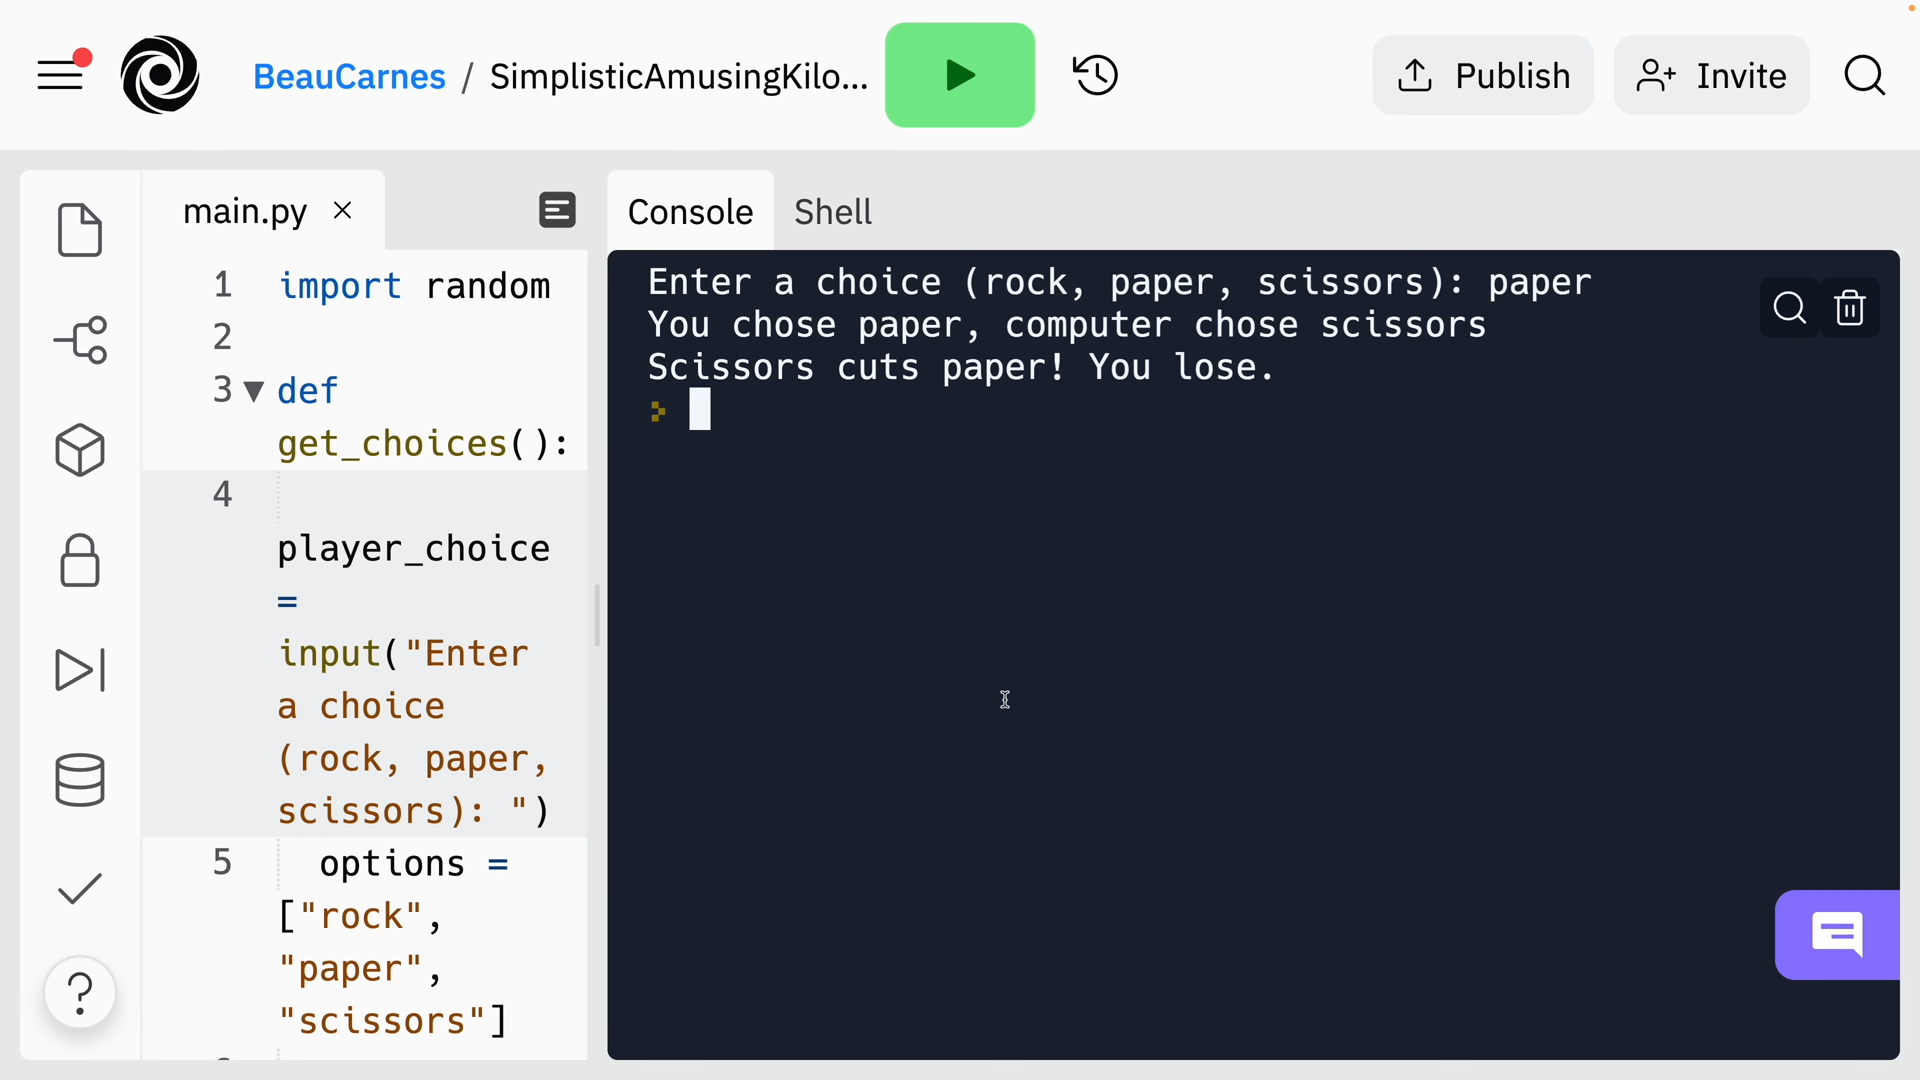 BeauCarnes / SimplisticAmusingKilo...
Publish
Invite
main.py
Console
Shell
1 import random
2
3 def
get_choices():
4
player_choice
=
input("Enter
a choice
(rock, paper,
scissors): ")
5 options =
["rock",
"paper",
"scissors"]
Enter a choice (rock, paper, scissors): paper
You chose paper, computer chose scissors
Scissors cuts paper! You lose.
?